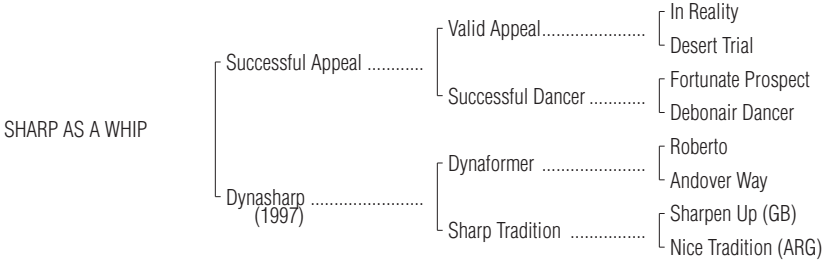 In Reality
Valid Appeal......................
Desert Trial
Successful Appeal ............
Fortunate Prospect
Successful Dancer ............
Debonair Dancer
SHARP AS A WHIP
Roberto
Dynaformer ......................
Andover Way
Dynasharp ........................
(1997)
Sharpen Up (GB)
Sharp Tradition ................
Nice Tradition (ARG)